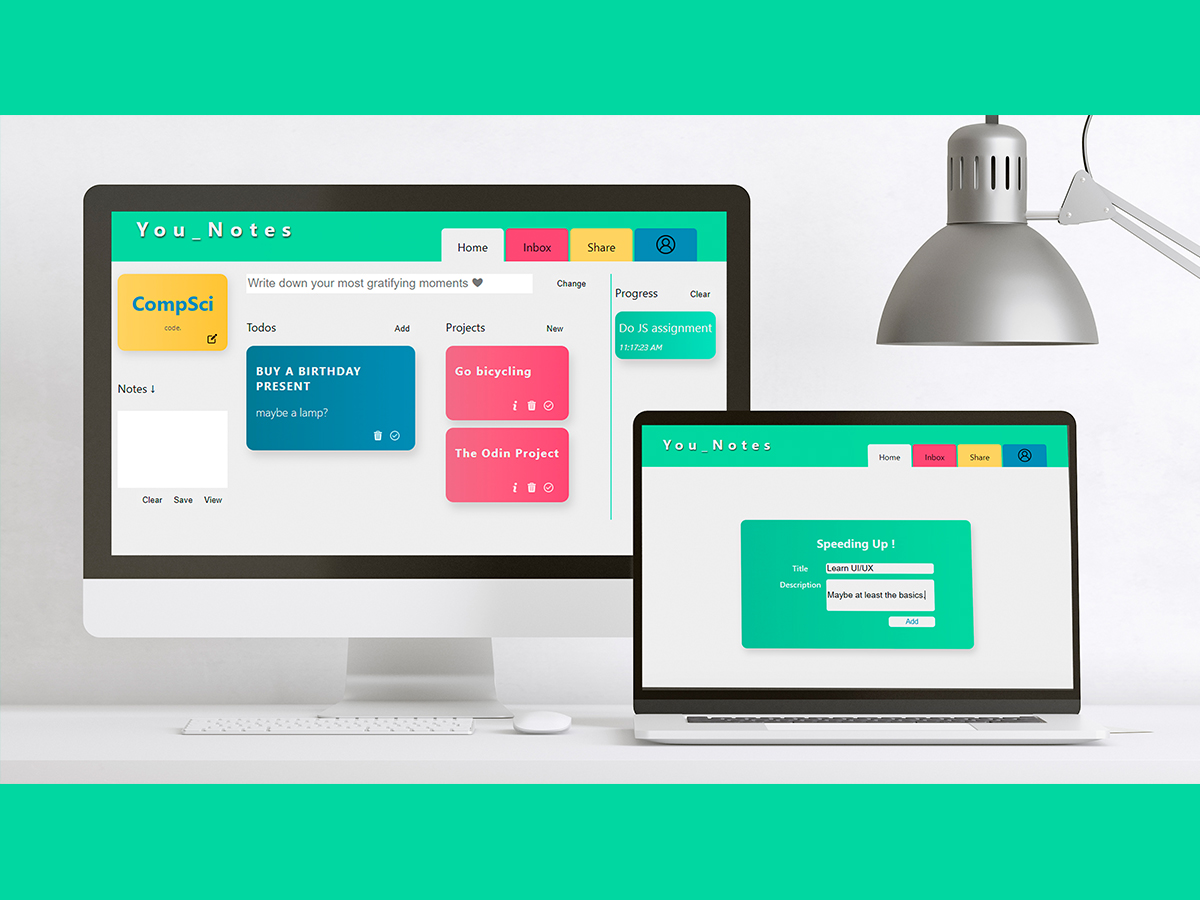 You_Notes
Home
Inbox
Share
CompSci
code.
Notes ↓
Clear
Save
View
Write down your most gratifying moments 🖤
Change
Todos
Add
BUY A BIRTHDAY
PRESENT
maybe a lamp?
Projects
New
Go bicycling
i
The Odin Project
i
Progress
Clear
Do JS assignment
11:17:23 AM
You_Notes
Home
Inbox
Share
Speeding Up !
Title
Learn UI/UX
Description
Maybe at least the basics.
Add